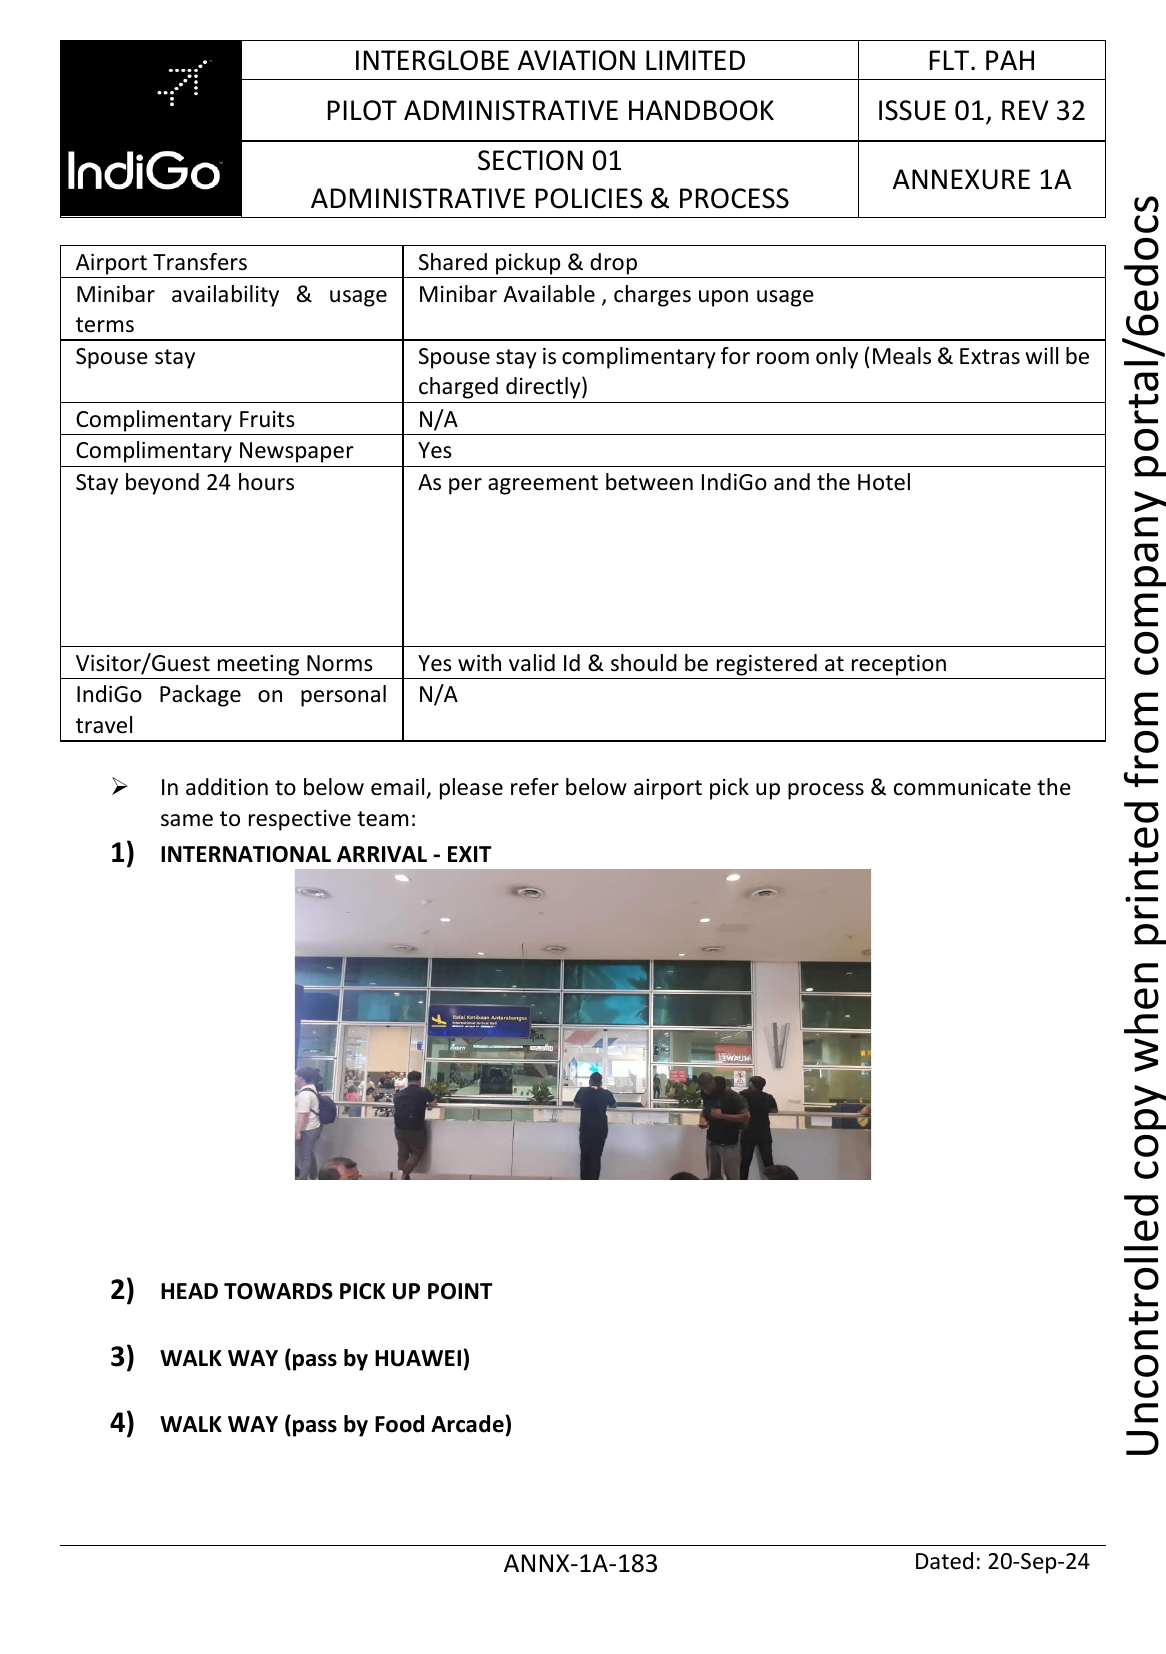 INTERGLOBE AVIATION LIMITED
FLT. PAH
PILOT ADMINISTRATIVE HANDBOOK
ISSUE 01, REV 32
IndiGo
SECTION 01
ADMINISTRATIVE POLICIES & PROCESS
ANNEXURE 1A
Airport Transfers
Shared pickup & drop
Minibar availability & usage
terms
Minibar Available , charges upon usage
Spouse stay
Spouse stay is complimentary for room only (Meals & Extras will be
charged directly)
Complimentary Fruits
N/A
Complimentary Newspaper
Yes
Stay beyond 24 hours
As per agreement between IndiGo and the Hotel
Visitor/Guest meeting Norms
Yes with valid Id & should be registered at reception
IndiGo Package on personal
travel
N/A
➢ In addition to below email, please refer below airport pick up process & communicate the
same to respective team:
1) INTERNATIONAL ARRIVAL - EXIT
Balai Ketibaan Antarabangsa
International Arrival Hall
HUAWEI
2) HEAD TOWARDS PICK UP POINT
3) WALK WAY (pass by HUAWEI)
4) WALK WAY (pass by Food Arcade)
ANNX-1A-183
Dated: 20-Sep-24
Uncontrolled copy when printed from company portal/6edocs